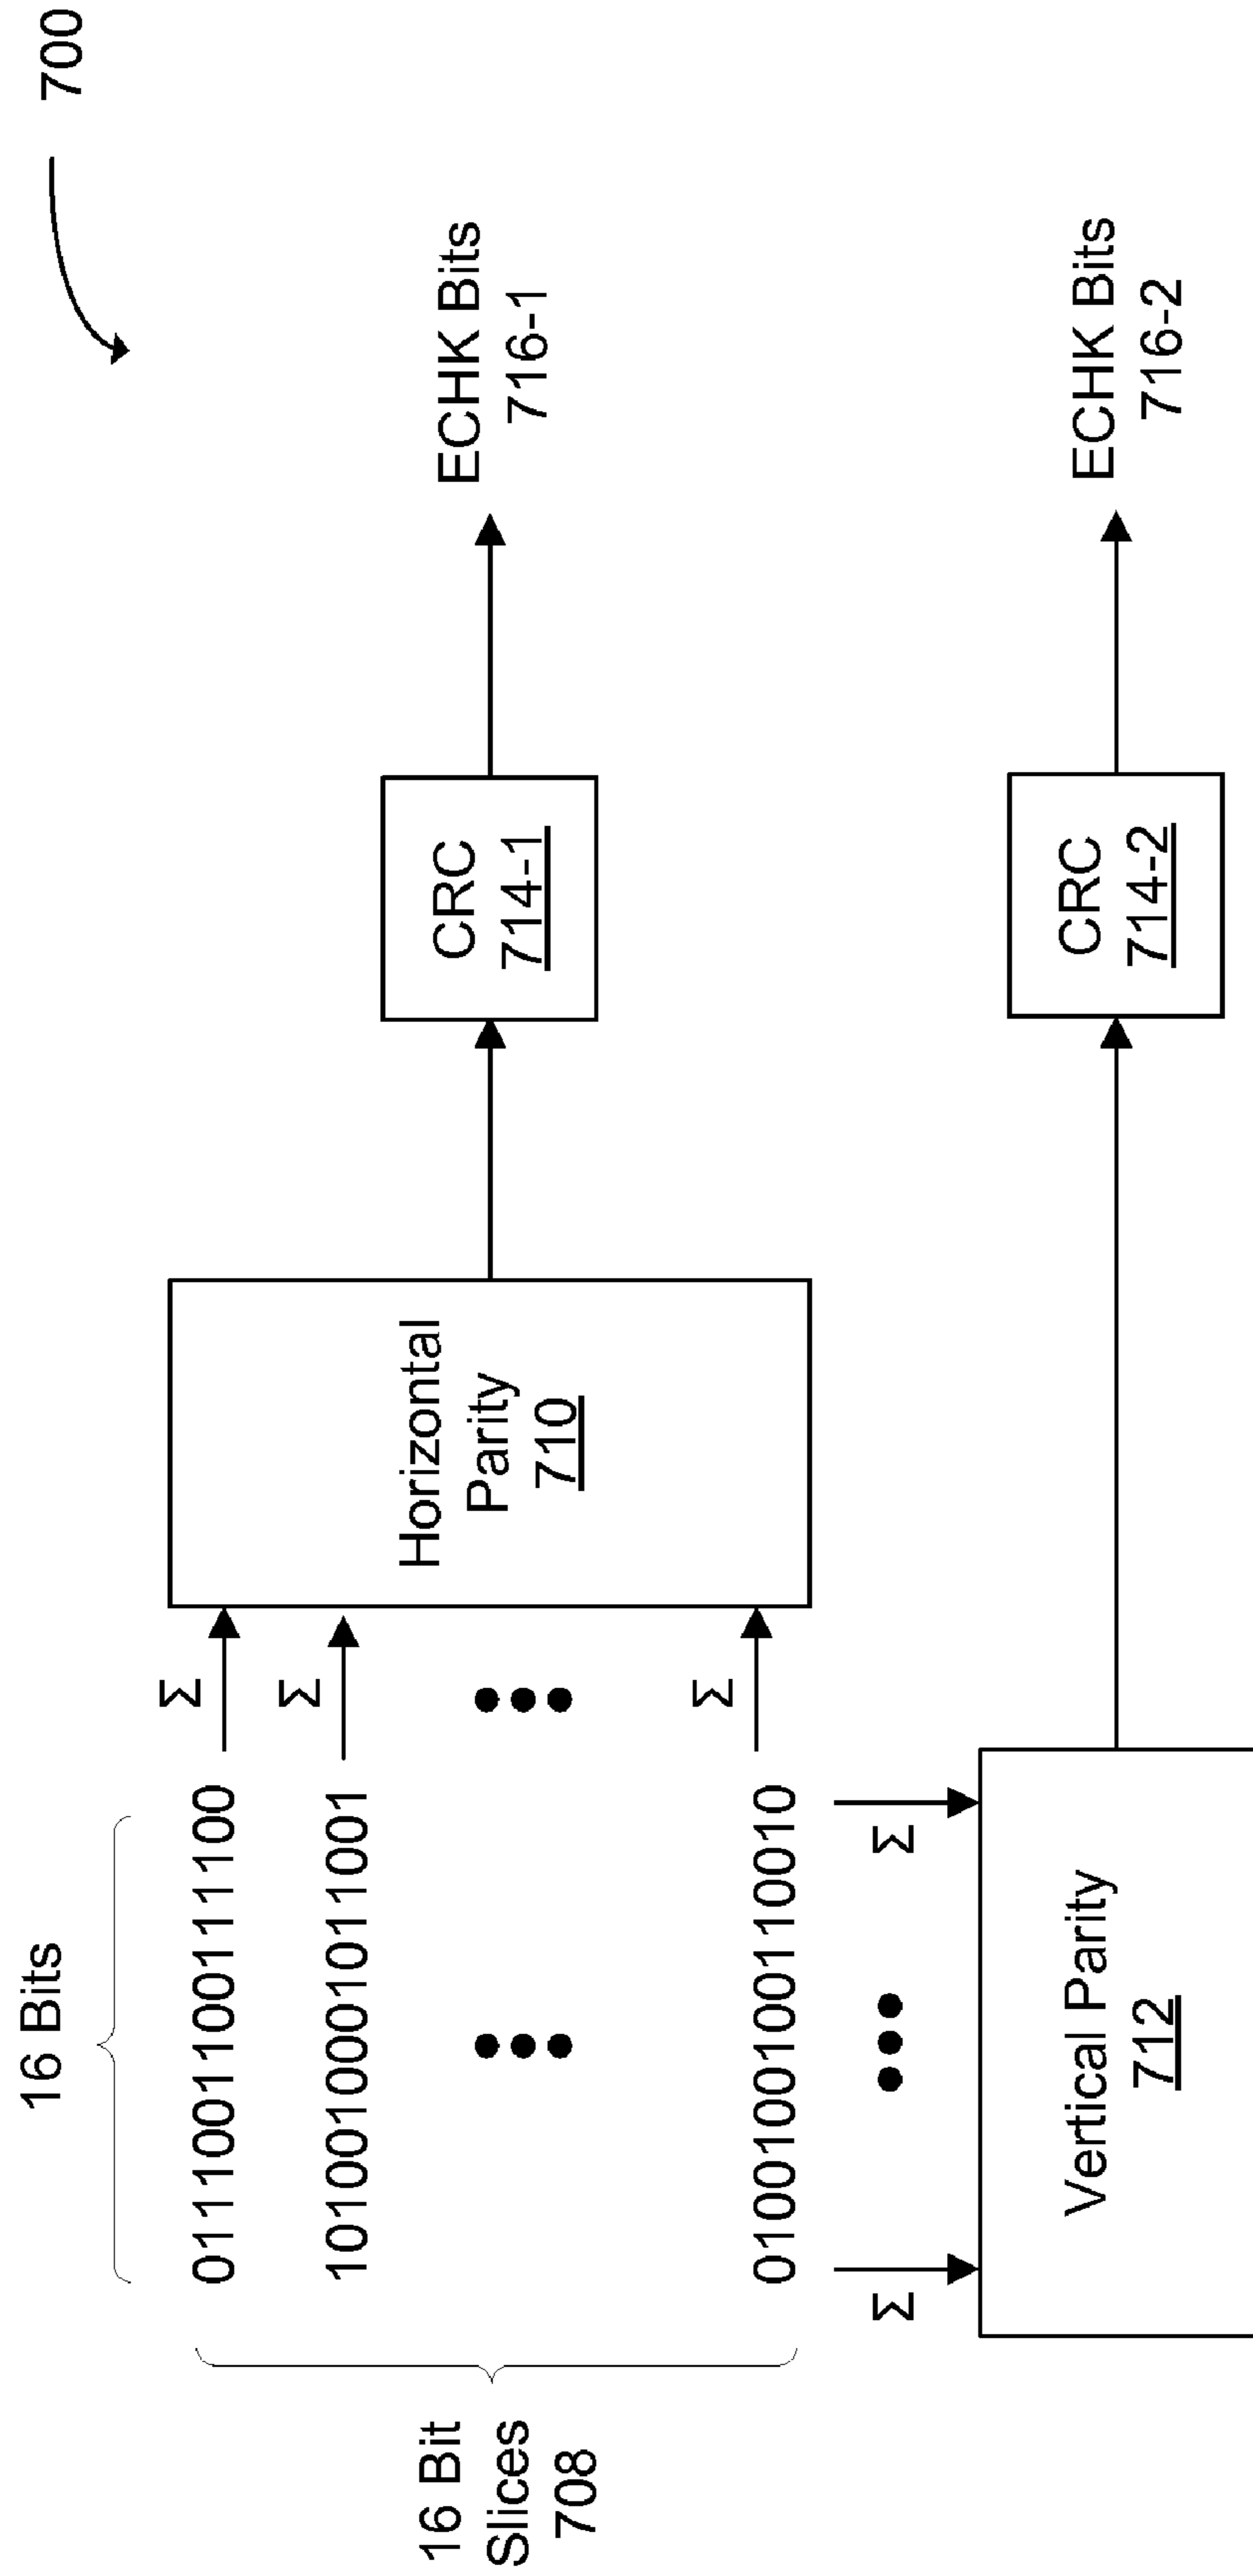 700
16 Bits
0111001100111100
Σ
1010010001011001
Σ
16 Bit
Slices
708
0100100100110010
Σ
Horizontal
Parity
710
CRC
714-1
ECHK Bits
716-1
Σ
Σ
Vertical Parity
712
CRC
714-2
ECHK Bits
716-2